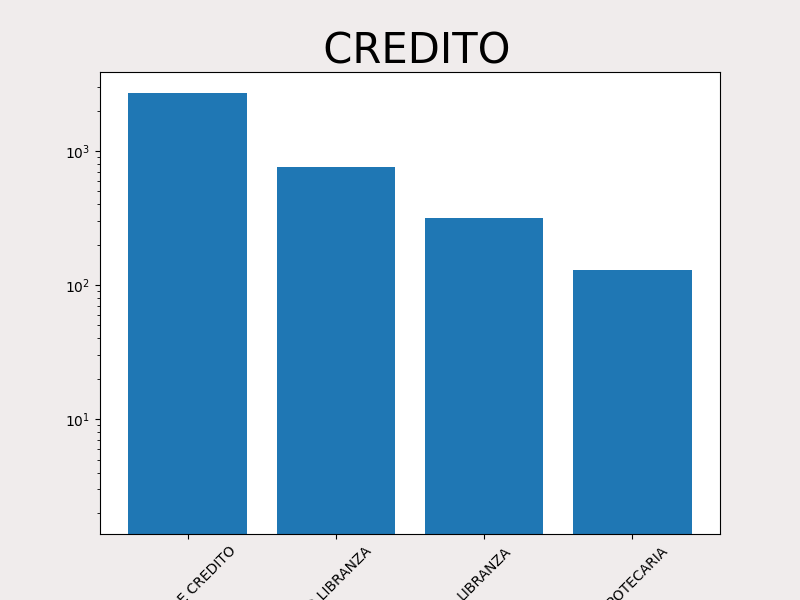 CREDITO
10³
10²
10¹
E CREDITO
LIBRANZA
LIBRANZA
POTECARIA